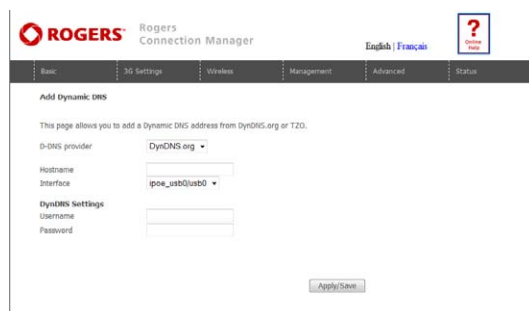 ROGERS™ Rogers Connection Manager
English | Français
?
Online Help
Basic 3G Settings Wireless Management Advanced Status
Add Dynamic DNS
This page allows you to add a Dynamic DNS address from DynDNS.org or TZO.
D-DNS provider DynDNS.org
Hostname
Interface ipoe_usb0/usb0
DynDNS Settings
Username
Password
Apply/Save